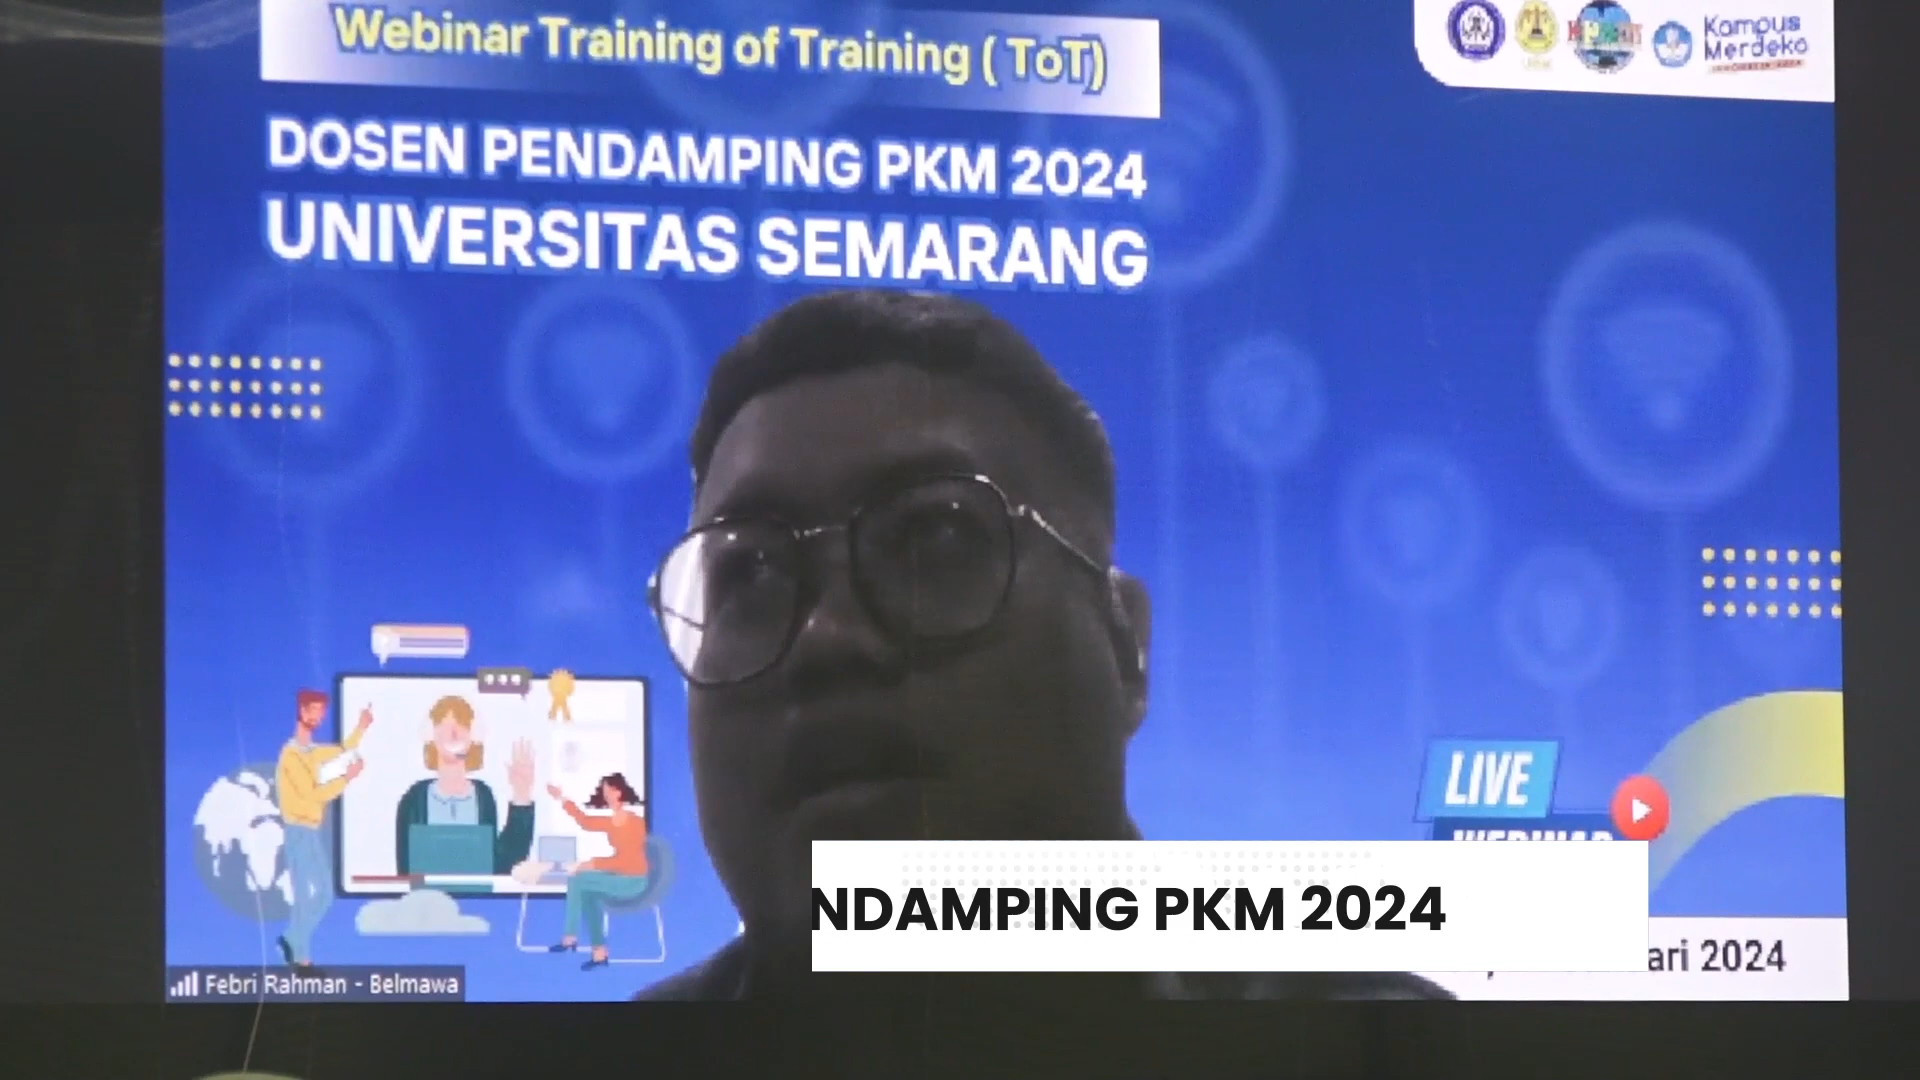 Webinar Training of Training ( ToT)
Kampus
Merdeka
DOSEN PENDAMPING PKM 2024
UNIVERSITAS SEMARANG
LIVE
WEBINAR
NDAMPING PKM 2024
ari 2024
Febri Rahman - Belmawa